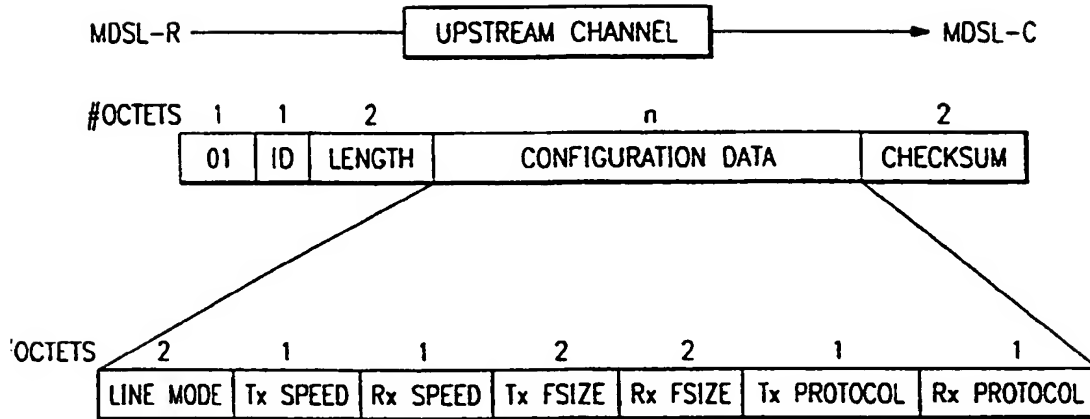 MDSL-R UPSTREAM CHANNEL MDSL-C
#OCTETS 1 1 2 n 2
01 ID LENGTH CONFIGURATION DATA CHECKSUM
OCTETS 2 1 1 2 2 1 1
LINE MODE Tx SPEED Rx SPEED Tx FSIZE Rx FSIZE Tx PROTOCOL Rx PROTOCOL